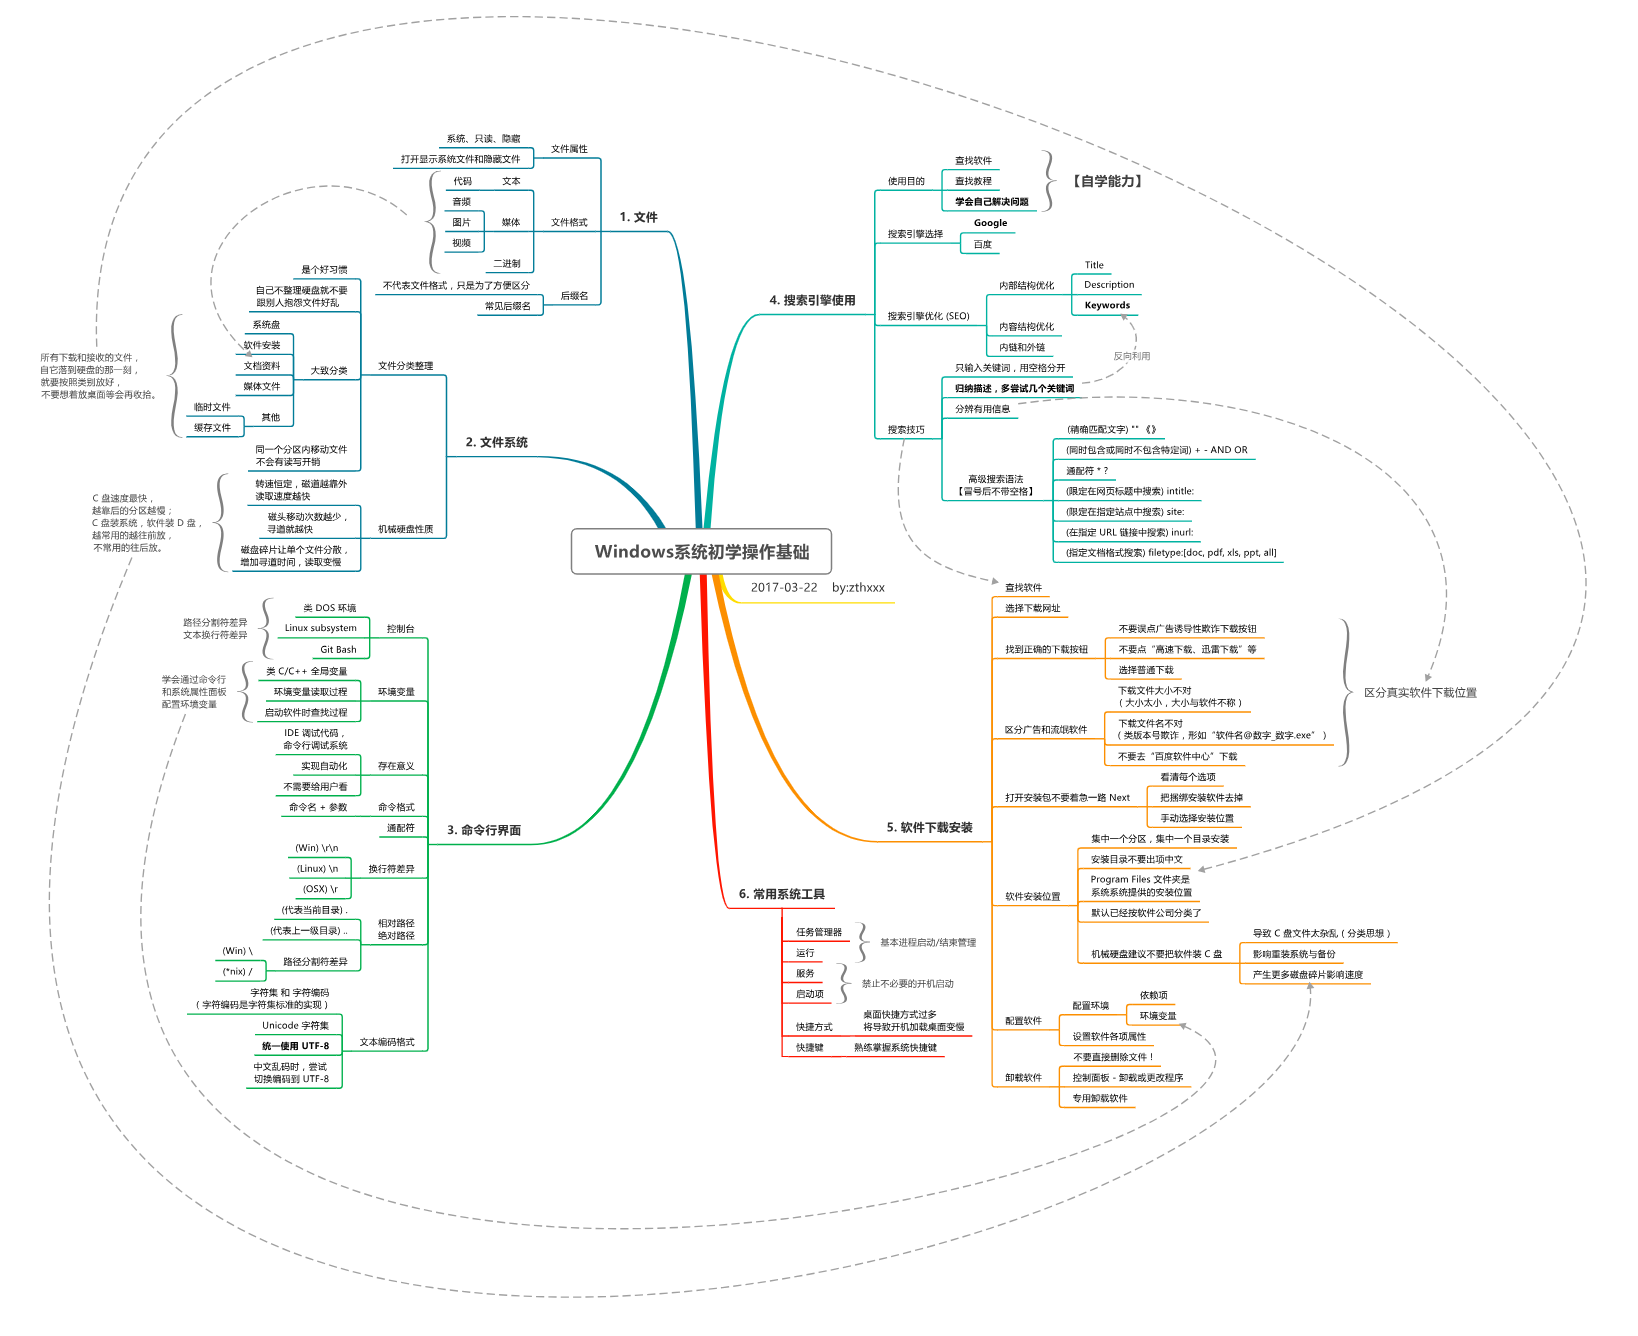 Windows系统初学操作基础
2017-03-22 by:zthxxx
1. 文件
文件属性
系统、只读、隐藏
打开显示系统文件和隐藏文件
文件格式
文本
代码
媒体
音频
图片
视频
二进制
后缀名
不代表文件格式，只是为了方便区分
常见后缀名
2. 文件系统
文件分类整理
是个好习惯
自己不整理硬盘就不要
跟别人抱怨文件好乱
大致分类
系统盘
软件安装
文档资料
媒体文件
其他
临时文件
缓存文件
同一个分区内移动文件
不会有读写开销
所有下载和接收的文件，
自它落到硬盘的那一刻，
就要按照类别放好，
不要想着放桌面等会再收拾。
机械硬盘性质
转速恒定，磁道越靠外
读取速度越快
磁头移动次数越少，
寻道就越快
磁盘碎片让单个文件分散，
增加寻道时间，读取变慢
C 盘速度最快，
越靠后的分区越慢；
C 盘装系统，软件装 D 盘，
越常用的越往前放，
不常用的往后放。
3. 命令行界面
控制台
类 DOS 环境
Linux subsystem
Git Bash
路径分割符差异
文本换行符差异
环境变量
类 C/C++ 全局变量
环境变量读取过程
启动软件时查找过程
学会通过命令行
和系统属性面板
配置环境变量
存在意义
IDE 调试代码，
命令行调试系统
实现自动化
不需要给用户看
命令格式
命令名 + 参数
通配符
换行符差异
(Win) \r\n
(Linux) \n
(OSX) \r
相对路径
绝对路径
(代表当前目录) .
(代表上一级目录) ..
路径分割符差异
(Win) \
(*nix) /
文本编码格式
字符集 和 字符编码
（ 字符编码是字符集标准的实现 ）
Unicode 字符集
统一使用 UTF-8
中文乱码时，尝试
切换编码到 UTF-8
4. 搜索引擎使用
使用目的
查找软件
查找教程
学会自己解决问题
【自学能力】
搜索引擎选择
Google
百度
搜索引擎优化 (SEO)
内部结构优化
Title
Description
Keywords
内容结构优化
内链和外链
反向利用
搜索技巧
只输入关键词，用空格分开
归纳描述，多尝试几个关键词
分辨有用信息
高级搜索语法
【冒号后不带空格】
(精确匹配文字) "" 《》
(同时包含或同时不包含特定词) + - AND OR
通配符 * ?
(限定在网页标题中搜索) intitle:
(限定在指定站点中搜索) site:
(在指定 URL 链接中搜索) inurl:
(指定文档格式搜索) filetype:[doc, pdf, xls, ppt, all]
5. 软件下载安装
查找软件
选择下载网址
找到正确的下载按钮
不要误点广告诱导性欺诈下载按钮
不要点“高速下载、迅雷下载”等
选择普通下载
区分广告和流氓软件
下载文件大小不对
（ 大小太小，大小与软件不称 ）
下载文件名不对
（ 类版本号欺诈，形如“软件名@数字_数字.exe” ）
不要去“百度软件中心”下载
区分真实软件下载位置
打开安装包不要着急一路 Next
看清每个选项
把捆绑安装软件去掉
手动选择安装位置
软件安装位置
集中一个分区，集中一个目录安装
安装目录不要出项中文
Program Files 文件夹是
系统系统提供的安装位置
默认已经按软件公司分类了
机械硬盘建议不要把软件装 C 盘
导致 C 盘文件太杂乱（ 分类思想 ）
影响重装系统与备份
产生更多磁盘碎片影响速度
配置软件
配置环境
依赖项
环境变量
设置软件各项属性
卸载软件
不要直接删除文件！
控制面板 - 卸载或更改程序
专用卸载软件
6. 常用系统工具
任务管理器
运行
基本进程启动/结束管理
服务
启动项
禁止不必要的开机启动
快捷方式
桌面快捷方式过多
将导致开机加载桌面变慢
快捷键
熟练掌握系统快捷键